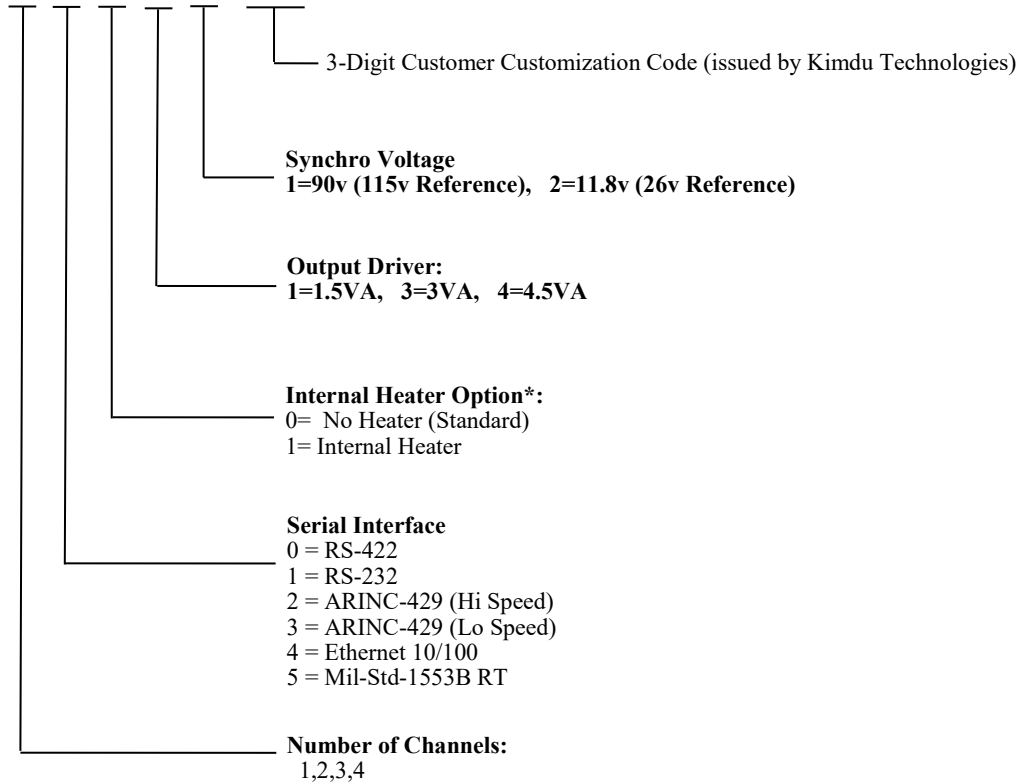 3-Digit Customer Customization Code (issued by Kimdu Technologies)
Synchro Voltage
1=90v (115v Reference), 2=11.8v (26v Reference)
Output Driver:
1=1.5VA, 3=3VA, 4=4.5VA
Internal Heater Option*:
0= No Heater (Standard)
1= Internal Heater
Serial Interface
0 = RS-422
1 = RS-232
2 = ARINC-429 (Hi Speed)
3 = ARINC-429 (Lo Speed)
4 = Ethernet 10/100
5 = Mil-Std-1553B RT
Number of Channels:
1,2,3,4